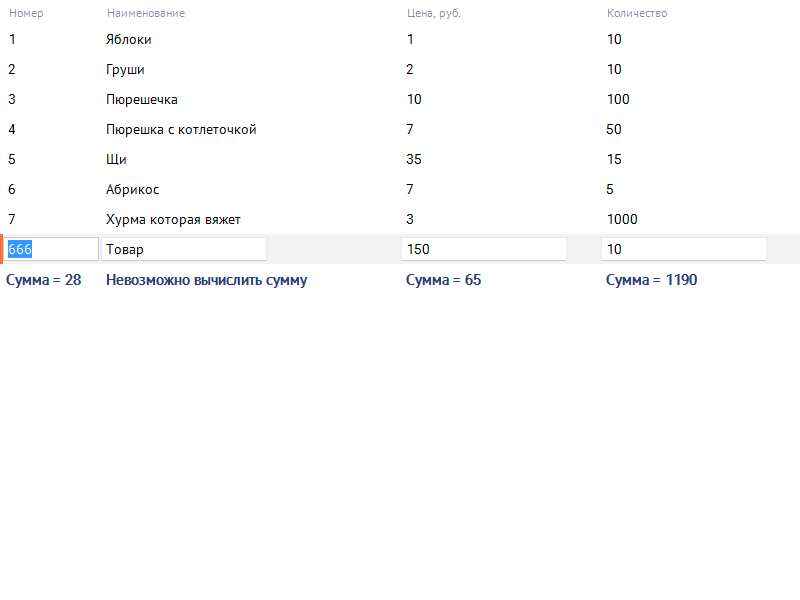 Номер Наименование Цена, руб. Количество
1 Яблоки 1 10
2 Груши 2 10
3 Пюрешечка 10 100
4 Пюрешка с котлеточкой 7 50
5 Щи 35 15
6 Абрикос 7 5
7 Хурма которая вяжет 3 1000
666 Товар 150 10
Сумма = 28 Невозможно вычислить сумму Сумма = 65 Сумма = 1190